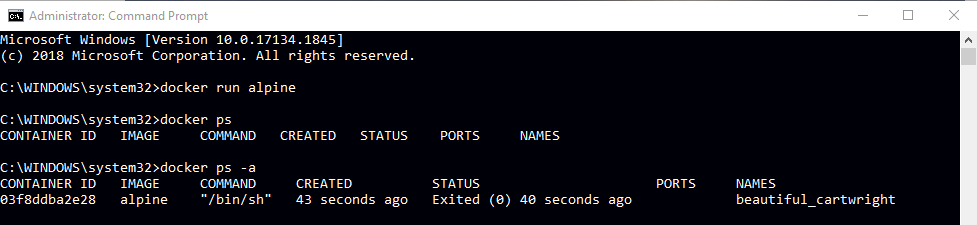 Administrator: Command Prompt
Microsoft Windows [Version 10.0.17134.1845]
(c) 2018 Microsoft Corporation. All rights reserved.
C:\WINDOWS\system32>docker run alpine
C:\WINDOWS\system32>docker ps
CONTAINER ID   IMAGE     COMMAND   CREATED   STATUS    PORTS     NAMES
C:\WINDOWS\system32>docker ps -a
CONTAINER ID   IMAGE     COMMAND     CREATED          STATUS                      PORTS     NAMES
03f8ddba2e28   alpine    "/bin/sh"   43 seconds ago   Exited (0) 40 seconds ago             beautiful_cartwright